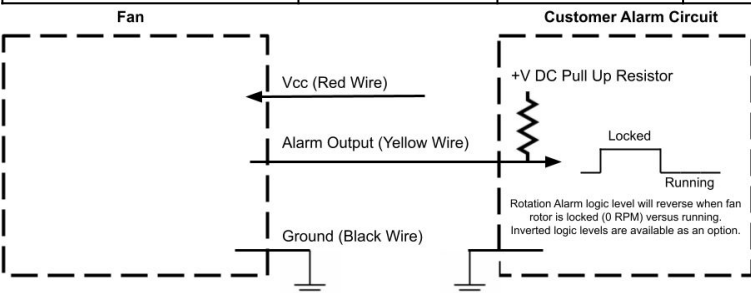 Fan
Customer Alarm Circuit
Vcc (Red Wire)
+V DC Pull Up Resistor
Alarm Output (Yellow Wire)
Locked
Running
Rotation Alarm logic level will reverse when fan
rotor is locked (0 RPM) versus running.
Inverted logic levels are available as an option.
Ground (Black Wire)